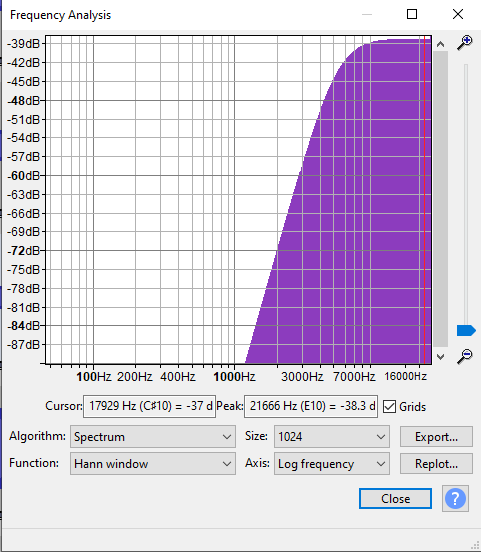 Frequency Analysis
-39dB
-42dB
-45dB
-48dB
-51dB
-54dB
-57dB
-60dB
-63dB
-66dB
-69dB
-72dB
-75dB
-78dB
-81dB
-84dB
-87dB
100Hz 200Hz 400Hz 1000Hz 3000Hz 7000Hz 16000Hz
Cursor: 17929 Hz (C♯10) = -37 d Peak: 21666 Hz (E10) = -38.3 d Grids
Algorithm: Spectrum Size: 1024 Export...
Function: Hann window Axis: Log frequency Replot...
Close ?